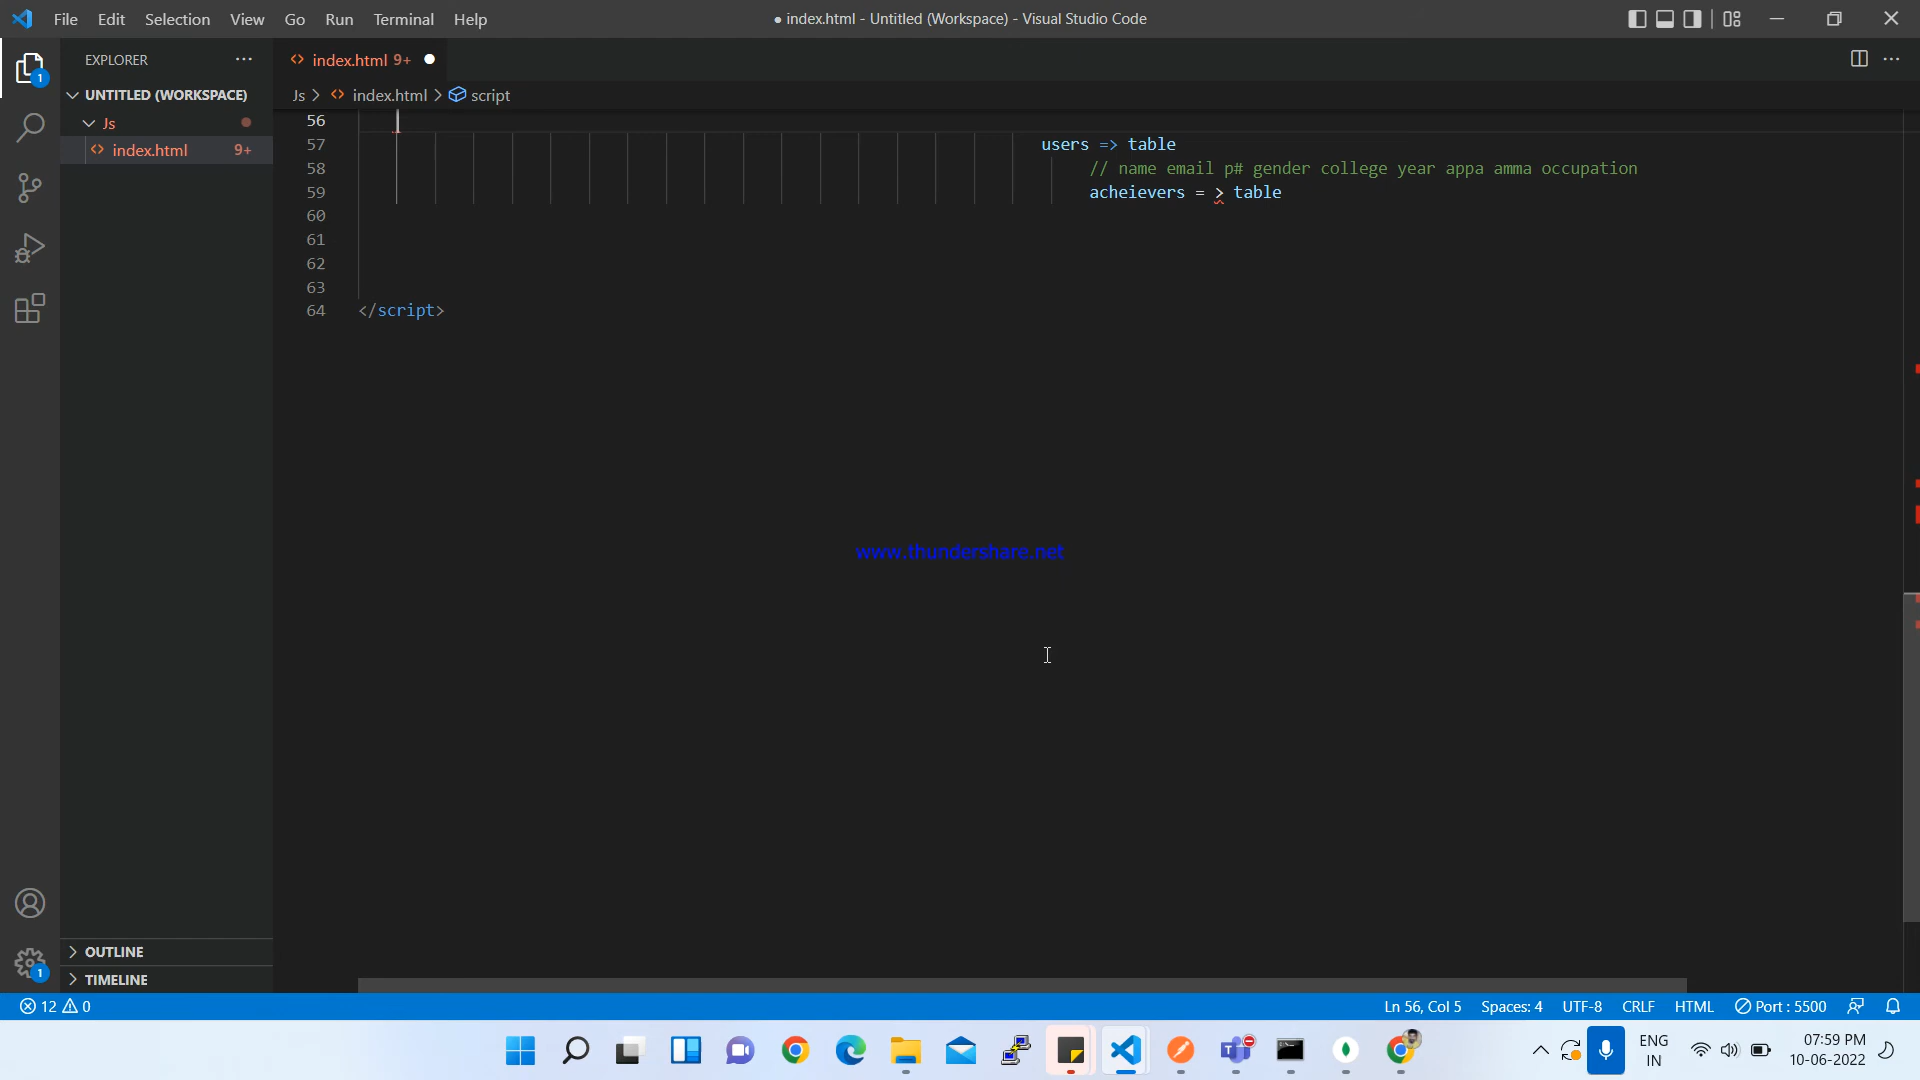 File Edit Selection View Go Run Terminal Help
● index.html - Untitled (Workspace) - Visual Studio Code
EXPLORER
1
UNTITLED (WORKSPACE)
Js
index.html 9+
index.html 9+
Js > index.html > script
56
57 users => table
58 // name email p# gender college year appa amma occupation
59 acheievers = > table
60
61
62
63
64 </script>
www.thundershare.net
OUTLINE
TIMELINE
1
12 0
Ln 56, Col 5 Spaces: 4 UTF-8 CRLF HTML Port : 5500
ENG
IN
07:59 PM
10-06-2022